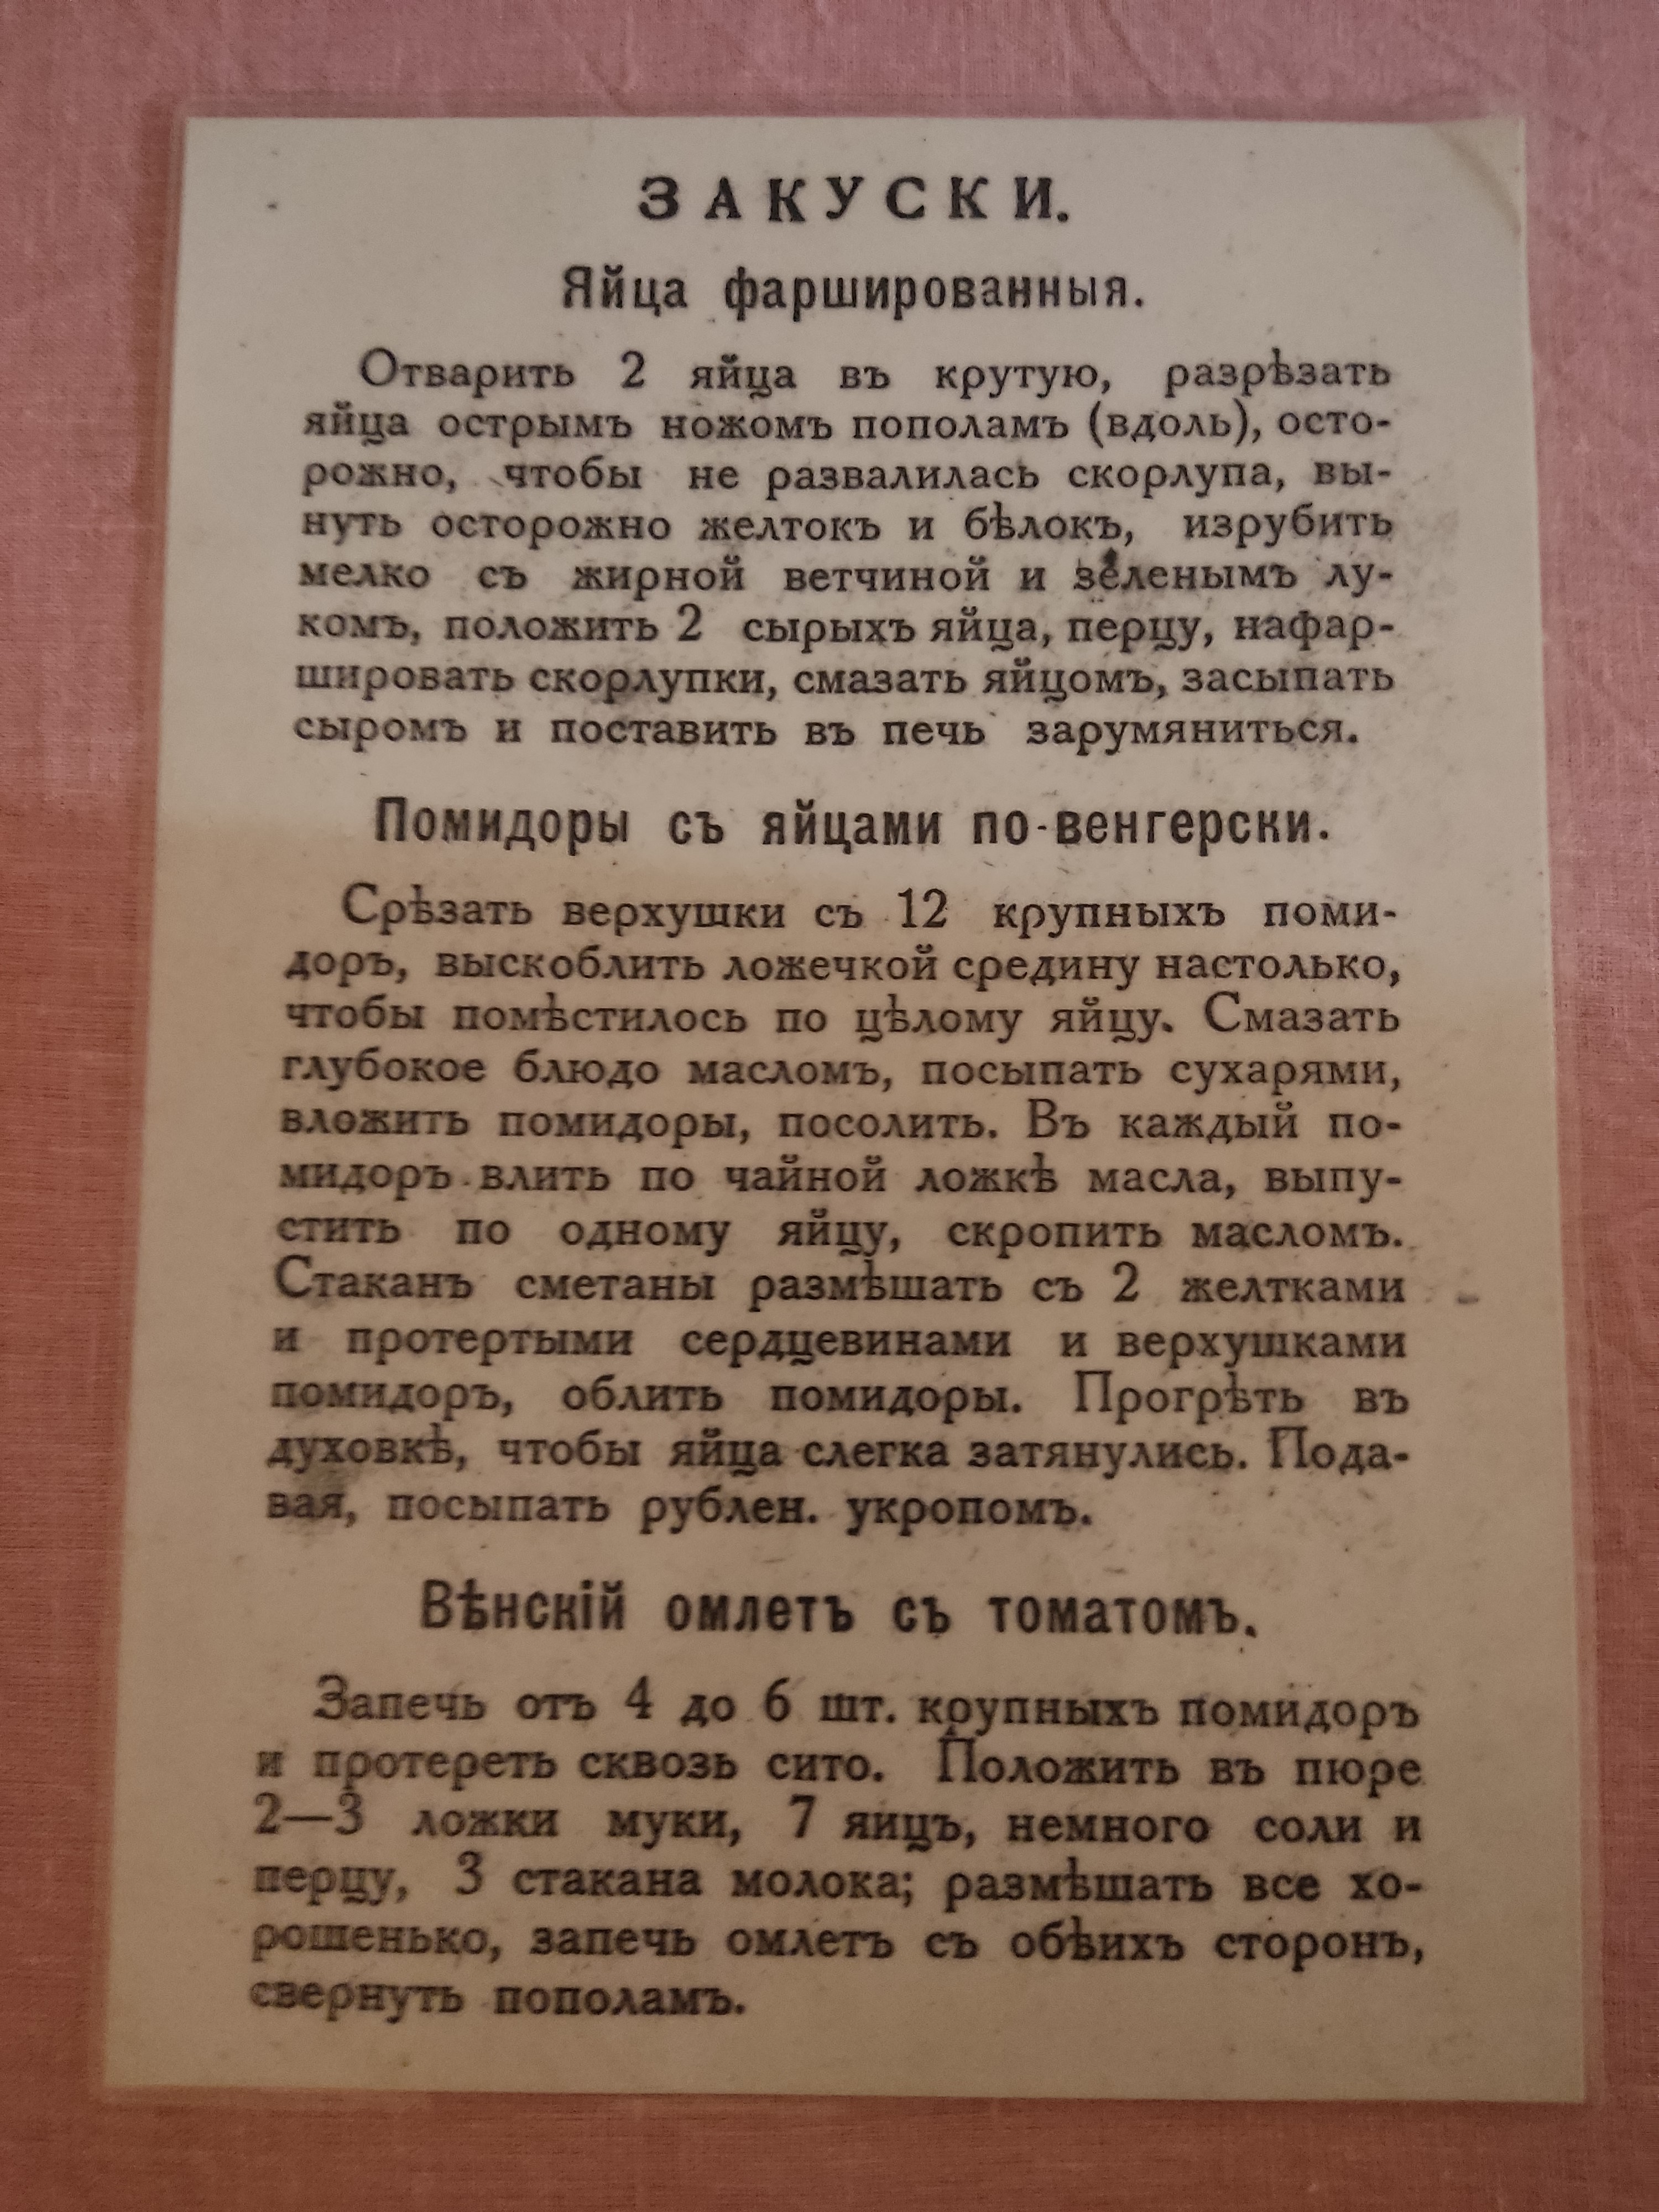 ЗАКУСКИ.
Яйца фаршированныя.
Отварить 2 яйца въ крутую, разрѣзать
яйца острымъ ножомъ пополамъ (вдоль), осто-
рожно, чтобы не развалилась скорлупа, вы-
нуть осторожно желтокъ и бѣлокъ, изрубить
мелко съ жирной ветчиной и зеленымъ лу-
комъ, положить 2 сырыхъ яйца, перцу, нафар-
шировать скорлупки, смазать яйцомъ, засыпать
сыромъ и поставить въ печь зарумяниться.
Помидоры съ яйцами по-венгерски.
Срѣзать верхушки съ 12 крупныхъ поми-
доръ, выскоблить ложечкой средину настолько,
чтобы помѣстилось по цѣлому яйцу. Смазать
глубокое блюдо масломъ, посыпать сухарями,
вложить помидоры, посолить. Въ каждый по-
мидоръ влить по чайной ложкѣ масла, выпу-
стить по одному яйцу, скропить масломъ.
Стаканъ сметаны размѣшать съ 2 желтками
и протертыми сердцевинами и верхушками
помидоръ, облить помидоры. Прогрѣть въ
духовкѣ, чтобы яйца слегка затянулись. Пода-
вая, посыпать рублен. укропомъ.
Вѣнскій омлетъ съ томатомъ.
Запечь отъ 4 до 6 шт. крупныхъ помидоръ
и протереть сквозь сито. Положить въ пюре
2—3 ложки муки, 7 яицъ, немного соли и
перцу, 3 стакана молока; размѣшать все хо-
рошенько, запечь омлетъ съ обѣихъ сторонъ,
свернуть пополамъ.